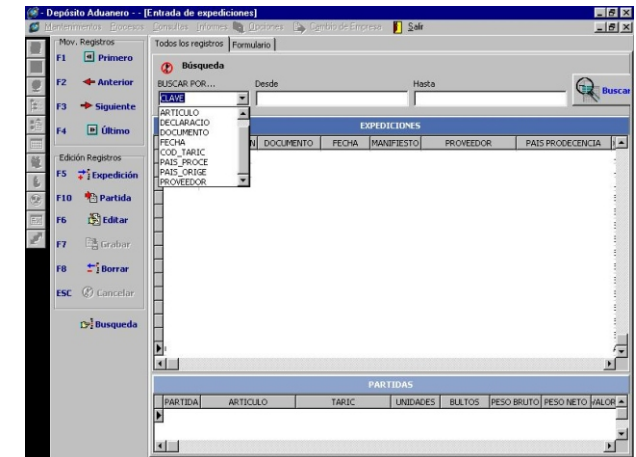 - Depósito Aduanero - - [Entrada de expediciones]
Mantenimientos Procesos Consultas Informes Opciones Cambio de Empresa Salir
Mov. Registros
F1 Primero
F2 Anterior
F3 Siguiente
F4 Último
Edición Registros
F5 Expedición
F10 Partida
F6 Editar
F7 Grabar
F8 Borrar
ESC Cancelar
Busqueda
Todos los registros Formulario
Búsqueda
BUSCAR POR... Desde Hasta
CLAVE
Buscar
ARTICULO
DECLARACIO
DOCUMENTO
FECHA
COD_TARIC
PAIS_PROCE
PAIS_ORIGE
PROVEEDOR
EXPEDICIONES
N DOCUMENTO FECHA MANIFIESTO PROVEEDOR PAIS PRODECENCIA
PARTIDAS
PARTIDA ARTICULO TARIC UNIDADES BULTOS PESO BRUTO PESO NETO VALOR